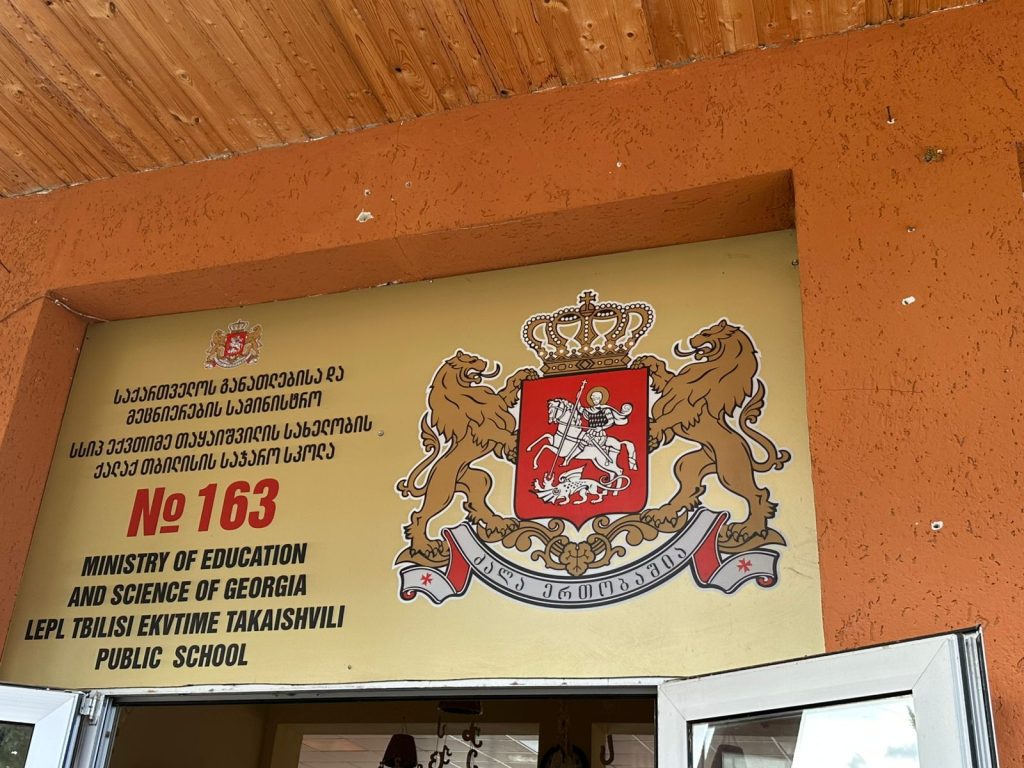 საქართველოს განათლებისა და
მეცნიერების სამინისტრო
სსიპ ექვთიმე თაყაიშვილის სახელობის
ქალაქ თბილისის საჯარო სკოლა
№ 163
MINISTRY OF EDUCATION
AND SCIENCE OF GEORGIA
LEPL TBILISI EKVTIME TAKAISHVILI
PUBLIC SCHOOL
ძალა ერთობაშია